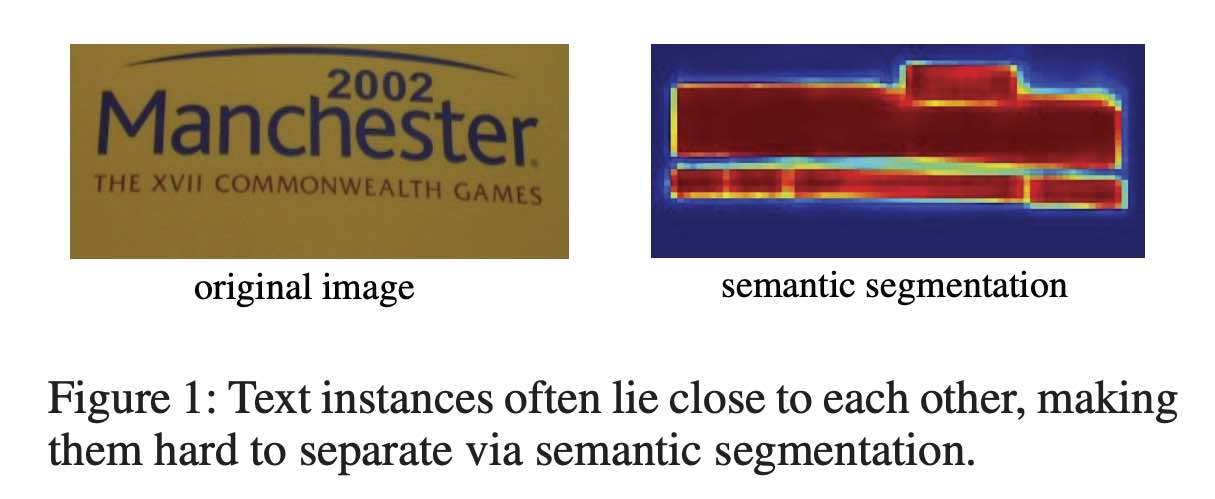 2002
Manchester
THE XVII COMMONWEALTH GAMES
original image
semantic segmentation
Figure 1: Text instances often lie close to each other, making
them hard to separate via semantic segmentation.